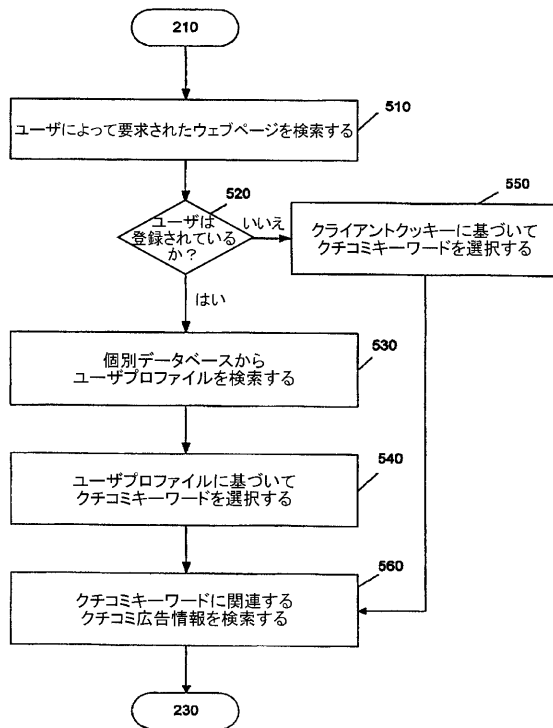 210
510
ユーザによって要求されたウェブページを検索する
520
ユーザは
登録されている
か?
いいえ
550
クライアントクッキーに基づいて
クチコミキーワードを選択する
はい
530
個別データベースから
ユーザプロファイルを検索する
540
ユーザプロファイルに基づいて
クチコミキーワードを選択する
560
クチコミキーワードに関連する
クチコミ広告情報を検索する
230